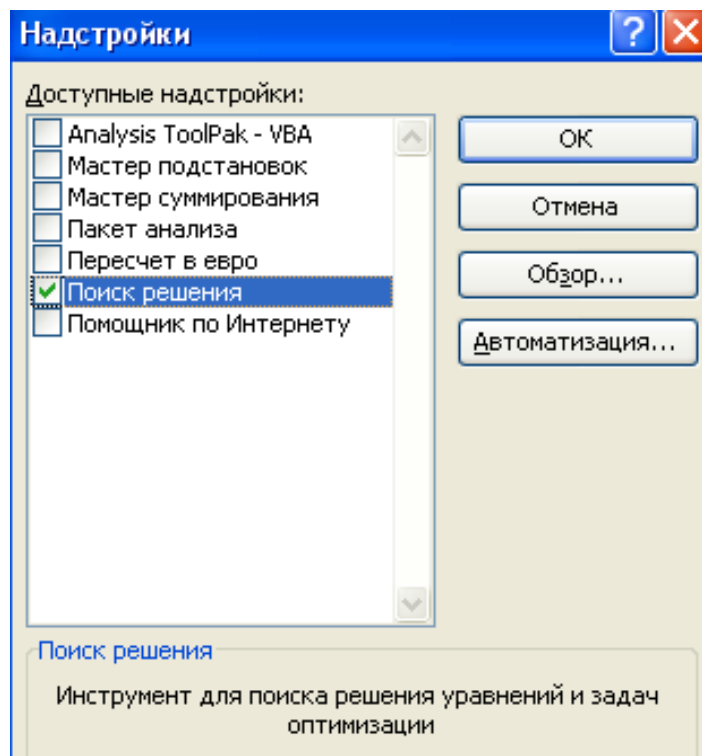 Надстройки
Доступные надстройки:
Analysis ToolPak - VBA
Мастер подстановок
Мастер суммирования
Пакет анализа
Пересчет в евро
Поиск решения
Помощник по Интернету
ОК
Отмена
Обзор...
Автоматизация...
Поиск решения
Инструмент для поиска решения уравнений и задач
оптимизации